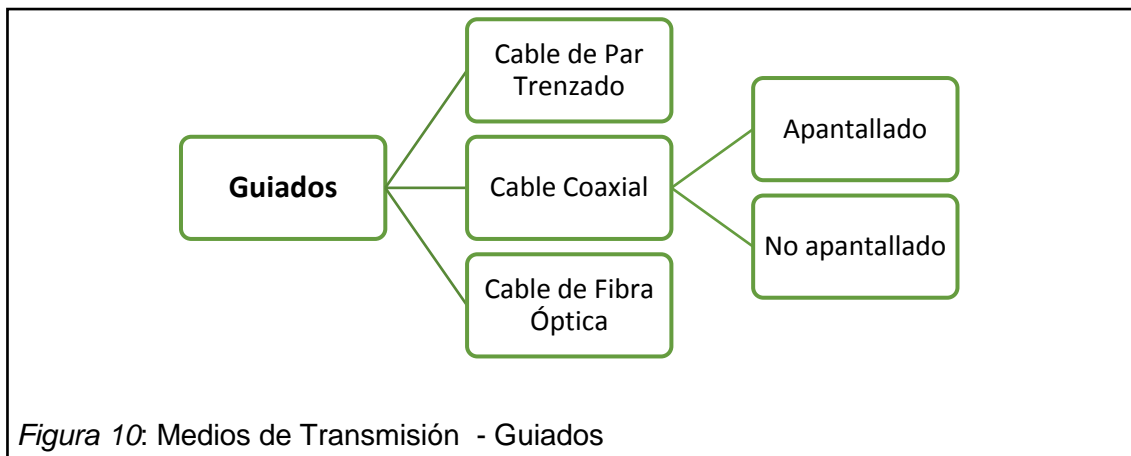 Cable de Par
Trenzado
Apantallado
Guiados
Cable Coaxial
No apantallado
Cable de Fibra
Óptica
Figura 10: Medios de Transmisión - Guiados